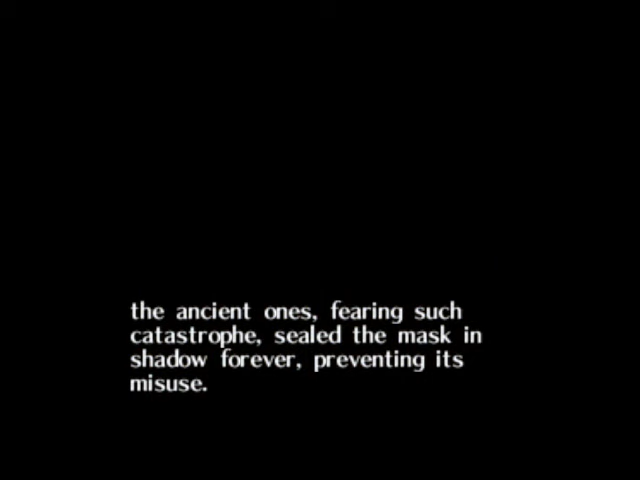 the ancient ones, fearing such
catastrophe, sealed the mask in
shadow forever, preventing its
misuse.